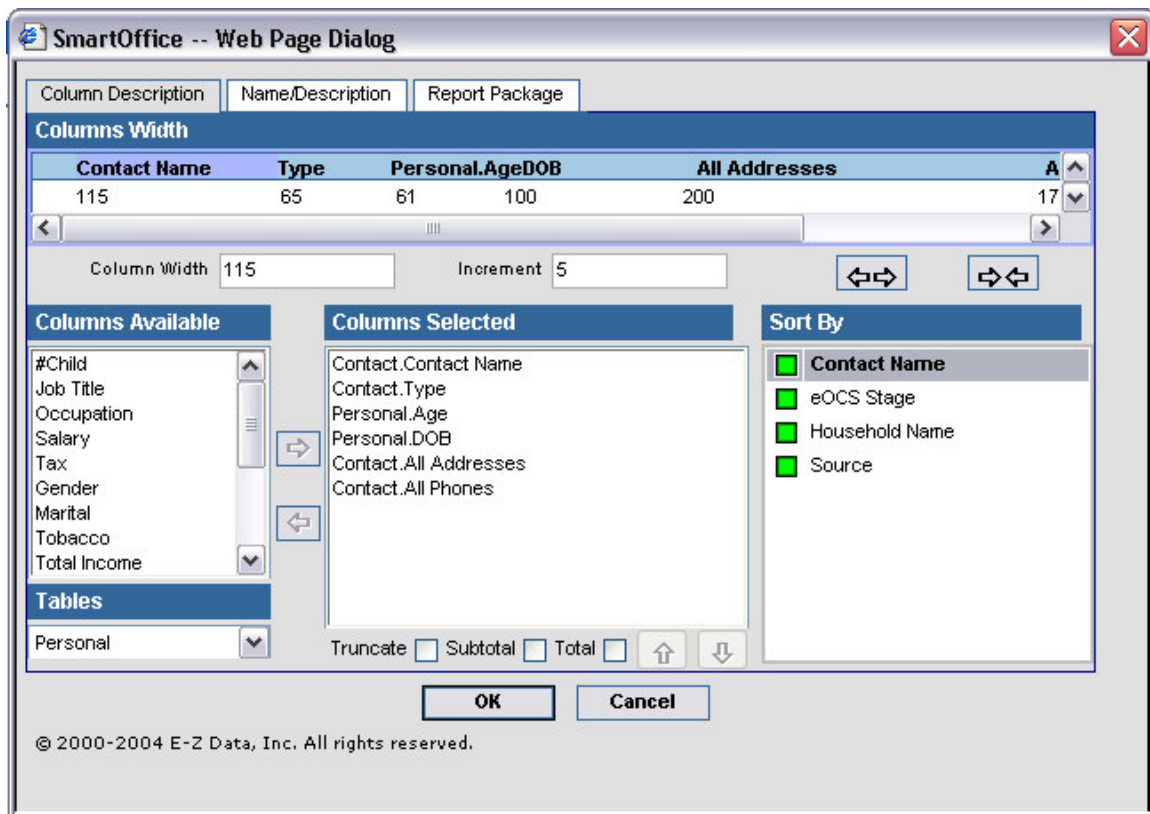 SmartOffice -- Web Page Dialog
Column Description Name/Description Report Package
Columns Width
Contact Name Type Personal.AgeDOB All Addresses A
115 65 61 100 200 17
Column Width 115 Increment 5
Columns Available
#Child
Job Title
Occupation
Salary
Tax
Gender
Marital
Tobacco
Total Income
Tables
Personal
Columns Selected
Contact.Contact Name
Contact.Type
Personal.Age
Personal.DOB
Contact.All Addresses
Contact.All Phones
Truncate Subtotal Total
Sort By
Contact Name
eOCS Stage
Household Name
Source
OK Cancel
© 2000-2004 E-Z Data, Inc. All rights reserved.